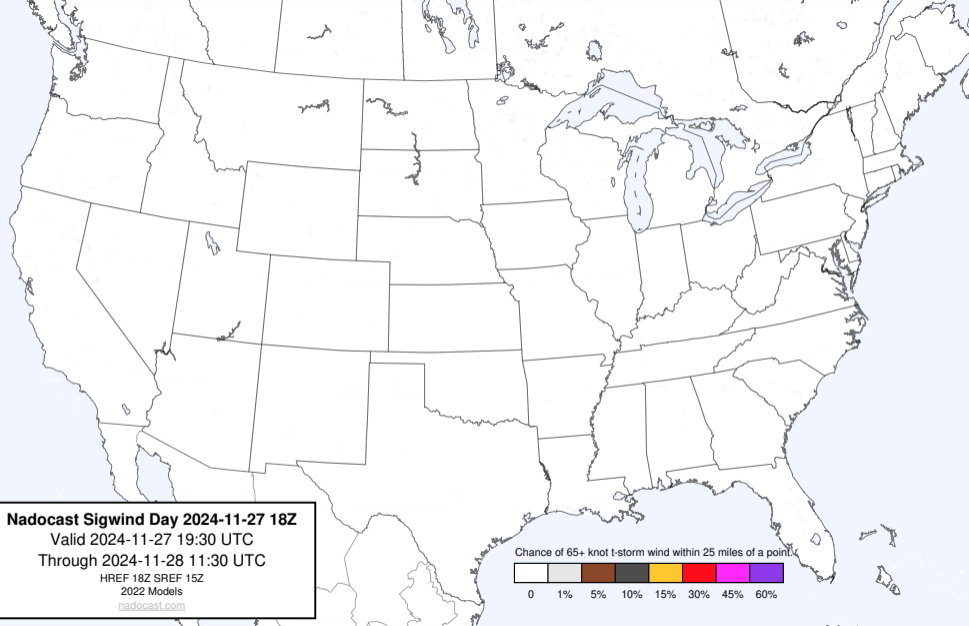 Nadocast Sigwind Day 2024-11-27 18Z
Valid 2024-11-27 19:30 UTC
Through 2024-11-28 11:30 UTC
HREF 18Z SREF 15Z
2022 Models
nadocast.com
Chance of 65+ knot t-storm wind within 25 miles of a point.
0 1% 5% 10% 15% 30% 45% 60%